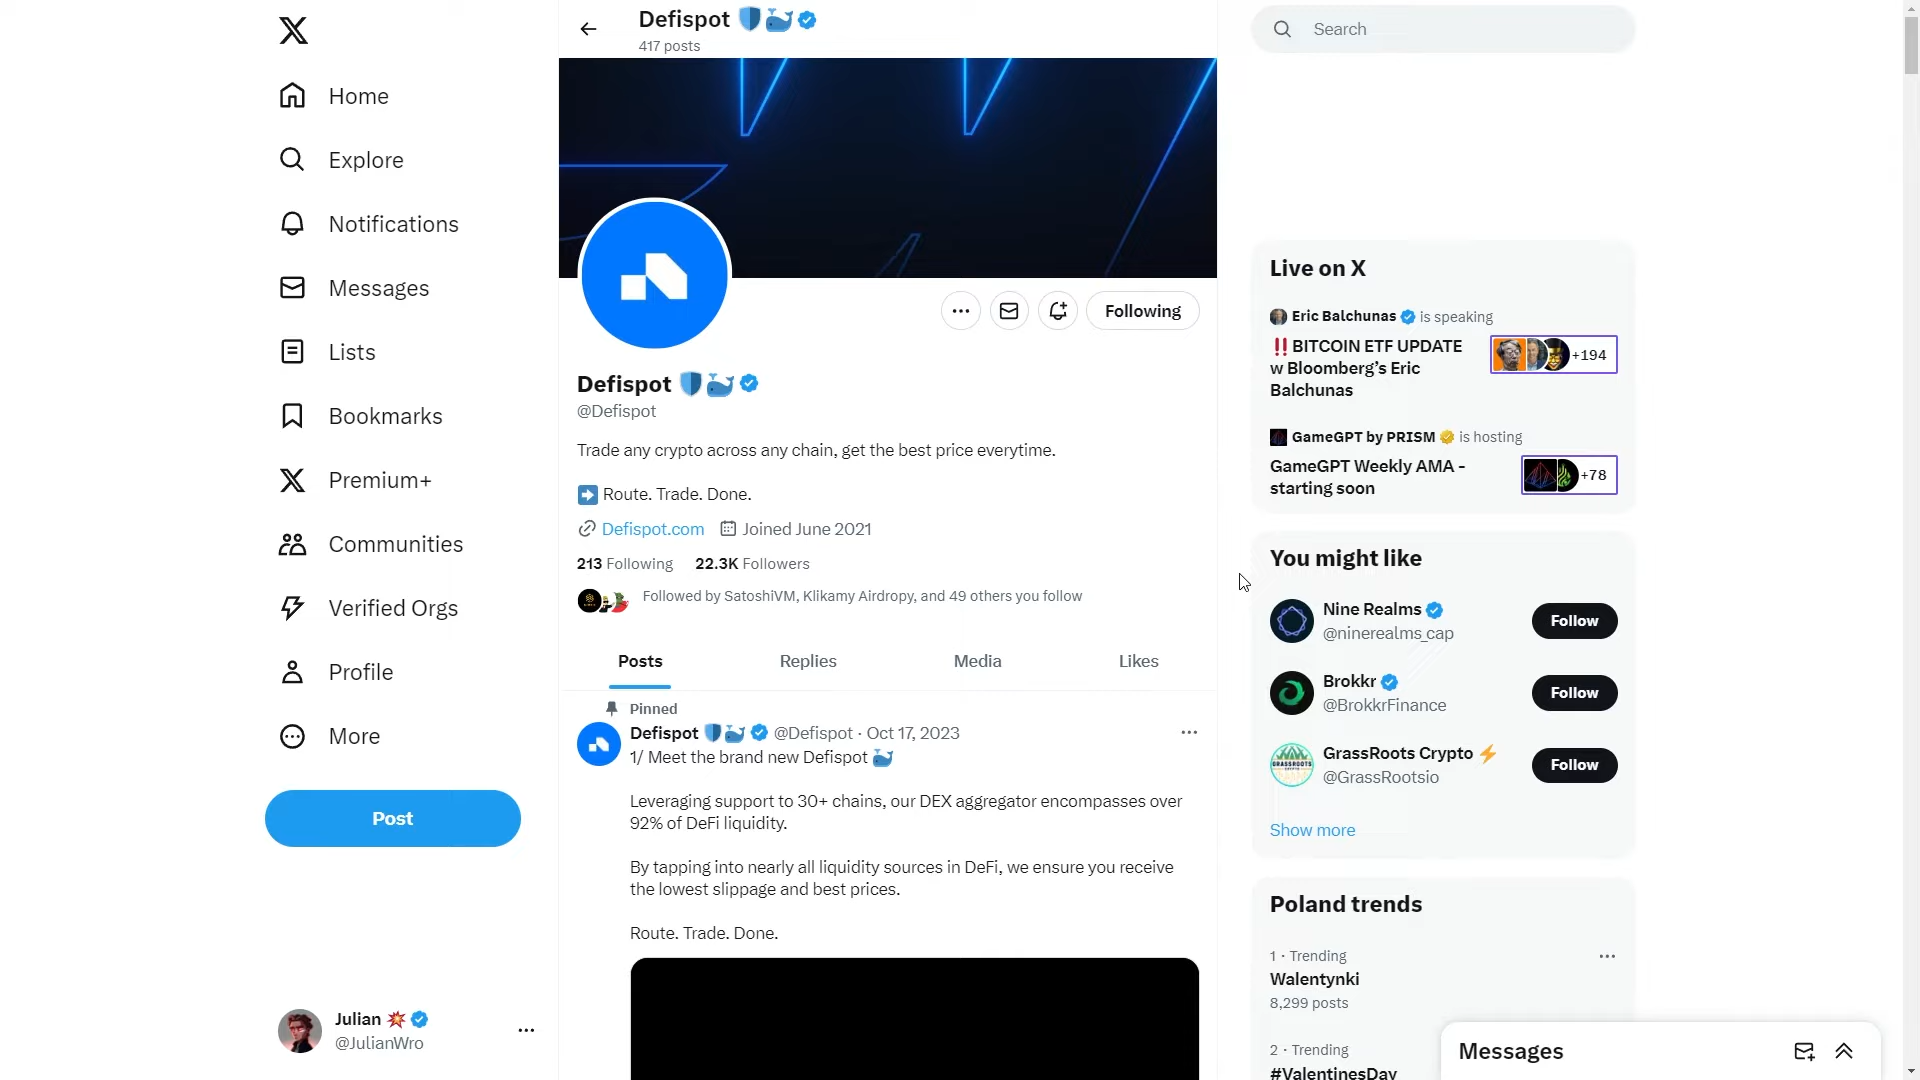 Home
Explore
Notifications
Messages
Lists
Bookmarks
Premium+
Communities
Verified Orgs
Profile
More
Post
Julian 💥
@JulianWro
Defispot 🛡️🐳
417 posts
Following
Defispot 🛡️🐳
@Defispot
Trade any crypto across any chain, get the best price everytime.
➡️ Route. Trade. Done.
Defispot.com Joined June 2021
213 Following 22.3K Followers
Followed by SatoshiVM, Klikamy Airdropy, and 49 others you follow
Posts Replies Media Likes
Pinned
Defispot 🛡️🐳 @Defispot · Oct 17, 2023
1/ Meet the brand new Defispot 🐳
Leveraging support to 30+ chains, our DEX aggregator encompasses over
92% of DeFi liquidity.
By tapping into nearly all liquidity sources in DeFi, we ensure you receive
the lowest slippage and best prices.
Route. Trade. Done.
Search
Live on X
Eric Balchunas is speaking
‼️BITCOIN ETF UPDATE
w Bloomberg’s Eric
Balchunas
+194
GameGPT by PRISM is hosting
GameGPT Weekly AMA -
starting soon
+78
You might like
Nine Realms
@ninerealms_cap
Follow
Brokkr
@BrokkrFinance
Follow
GrassRoots Crypto ⚡
@GrassRootsio
Follow
Show more
Poland trends
1 · Trending
Walentynki
8,299 posts
2 · Trending
#ValentinesDay
Messages